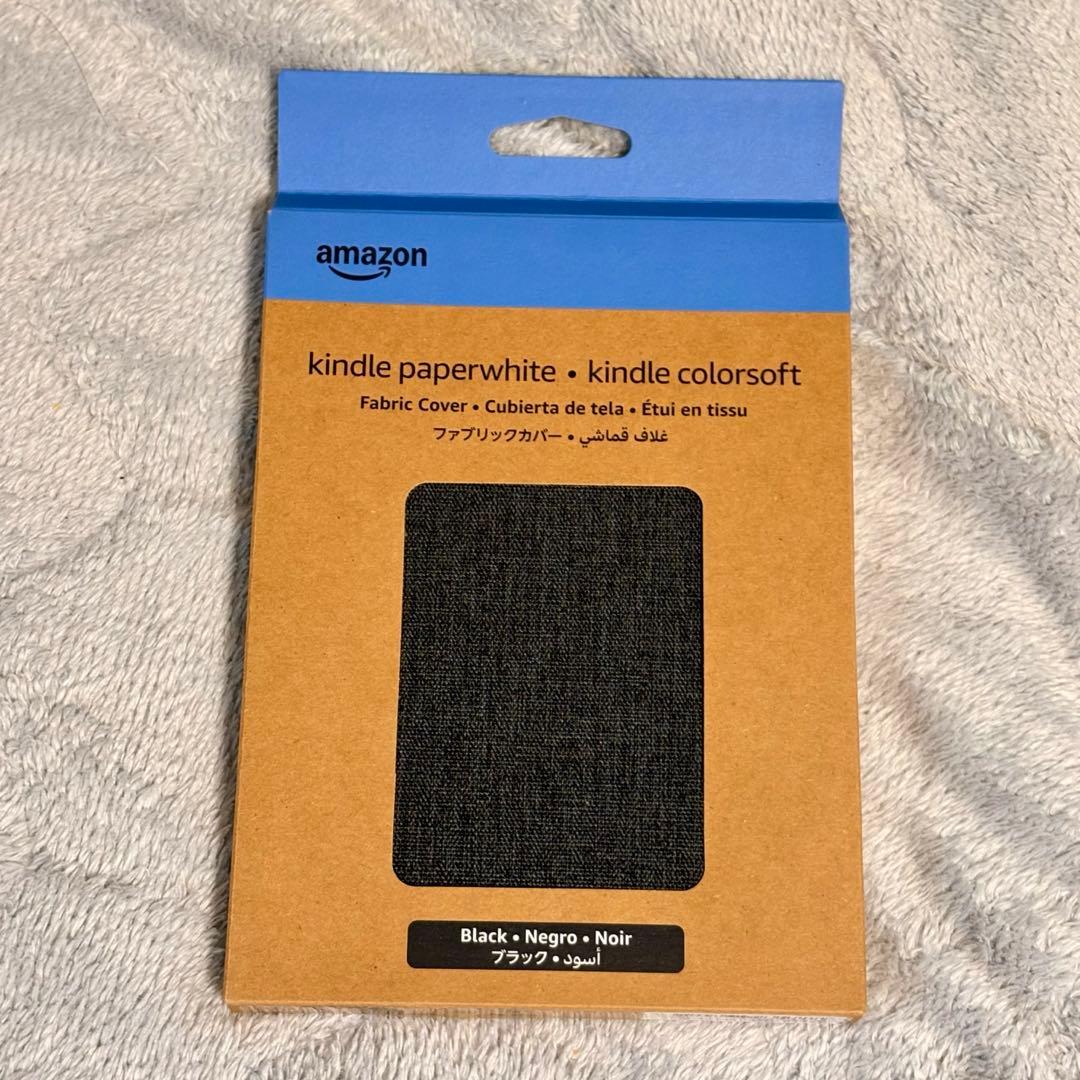 amazon
kindle paperwhite • kindle colorsoft
Fabric Cover • Cubierta de tela • Étui en tissu
ファブリックカバー • غلاف قماشي
Black • Negro • Noir
ブラック • أسود